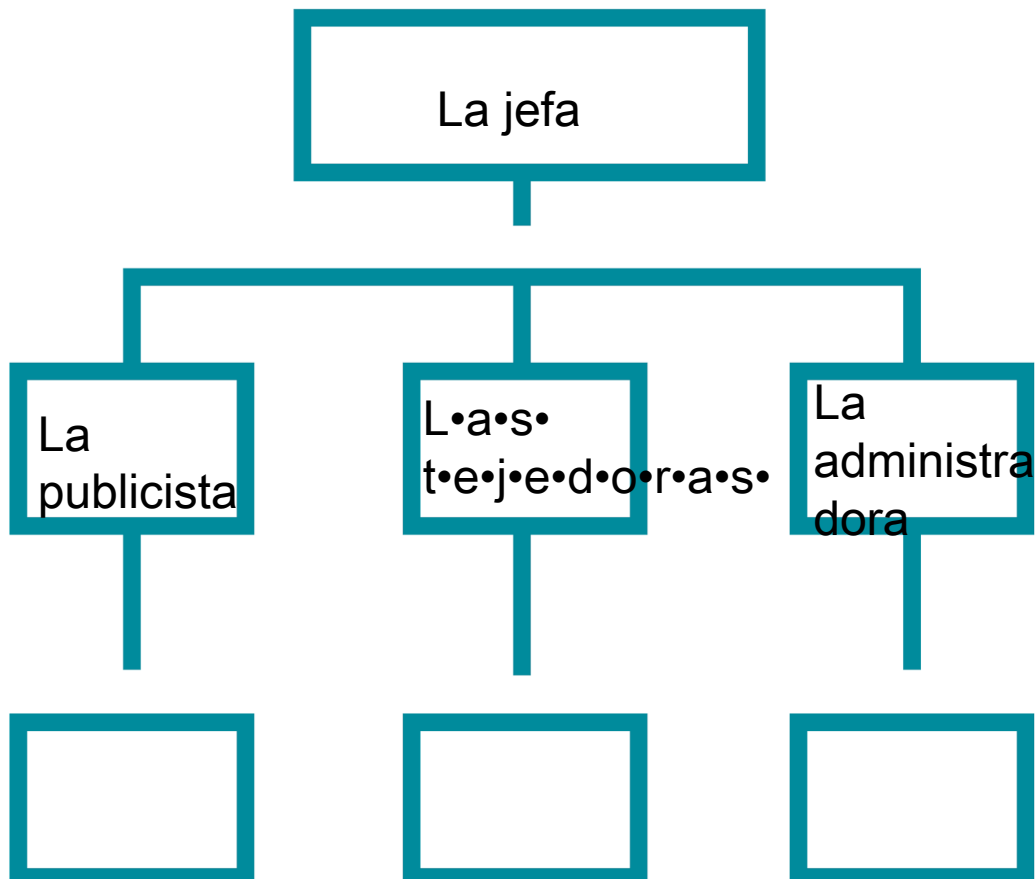 La jefa
La
publicista
L•a•s•
t•e•j•e•d•o•r•a•s•
La
administra
dora